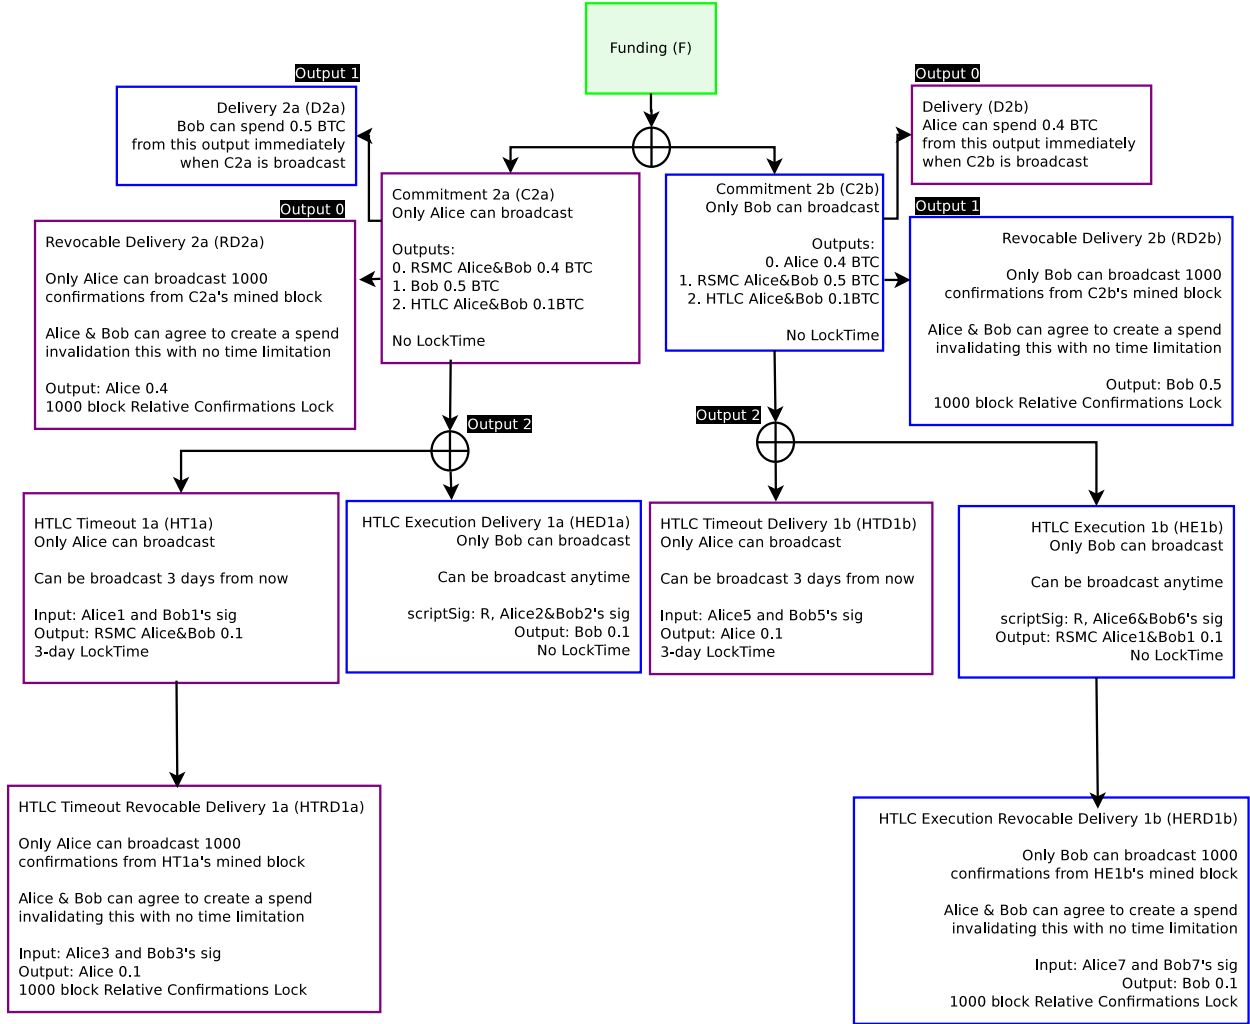 Funding (F)
Output 1
Delivery 2a (D2a)
Bob can spend 0.5 BTC
from this output immediately
when C2a is broadcast
Output 0
Delivery (D2b)
Alice can spend 0.4 BTC
from this output immediately
when C2b is broadcast
Commitment 2a (C2a)
Only Alice can broadcast
Outputs:
0. RSMC Alice&Bob 0.4 BTC
1. Bob 0.5 BTC
2. HTLC Alice&Bob 0.1BTC
No LockTime
Commitment 2b (C2b)
Only Bob can broadcast
Outputs:
0. Alice 0.4 BTC
1. RSMC Alice&Bob 0.5 BTC
2. HTLC Alice&Bob 0.1BTC
No LockTime
Output 0
Revocable Delivery 2a (RD2a)
Only Alice can broadcast 1000
confirmations from C2a's mined block
Alice & Bob can agree to create a spend
invalidation this with no time limitation
Output: Alice 0.4
1000 block Relative Confirmations Lock
Output 1
Revocable Delivery 2b (RD2b)
Only Bob can broadcast 1000
confirmations from C2b's mined block
Alice & Bob can agree to create a spend
invalidating this with no time limitation
Output: Bob 0.5
1000 block Relative Confirmations Lock
Output 2
Output 2
HTLC Timeout 1a (HT1a)
Only Alice can broadcast
Can be broadcast 3 days from now
Input: Alice1 and Bob1's sig
Output: RSMC Alice&Bob 0.1
3-day LockTime
HTLC Execution Delivery 1a (HED1a)
Only Bob can broadcast
Can be broadcast anytime
scriptSig: R, Alice2&Bob2's sig
Output: Bob 0.1
No LockTime
HTLC Timeout Delivery 1b (HTD1b)
Only Alice can broadcast
Can be broadcast 3 days from now
Input: Alice5 and Bob5's sig
Output: Alice 0.1
3-day LockTime
HTLC Execution 1b (HE1b)
Only Bob can broadcast
Can be broadcast anytime
scriptSig: R, Alice6&Bob6's sig
Output: RSMC Alice1&Bob1 0.1
No LockTime
HTLC Timeout Revocable Delivery 1a (HTRD1a)
Only Alice can broadcast 1000
confirmations from HT1a's mined block
Alice & Bob can agree to create a spend
invalidating this with no time limitation
Input: Alice3 and Bob3's sig
Output: Alice 0.1
1000 block Relative Confirmations Lock
HTLC Execution Revocable Delivery 1b (HERD1b)
Only Bob can broadcast 1000
confirmations from HE1b's mined block
Alice & Bob can agree to create a spend
invalidating this with no time limitation
Input: Alice7 and Bob7's sig
Output: Bob 0.1
1000 block Relative Confirmations Lock